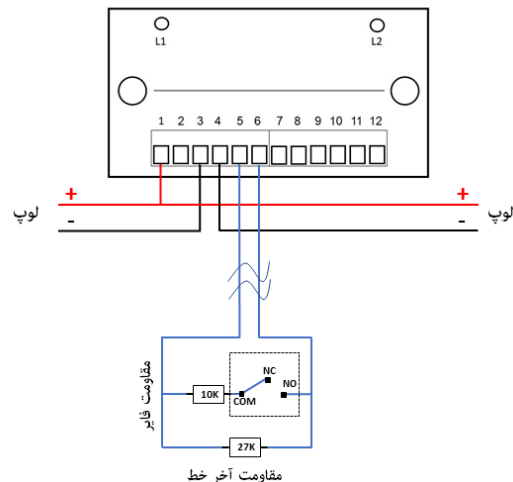 L1 L2
1 2 3 4 5 6 7 8 9 10 11 12
+ +
لوپ - - لوپ
NC
NO
10K
COM
مقاومت فایر
27K
مقاومت آخر خط